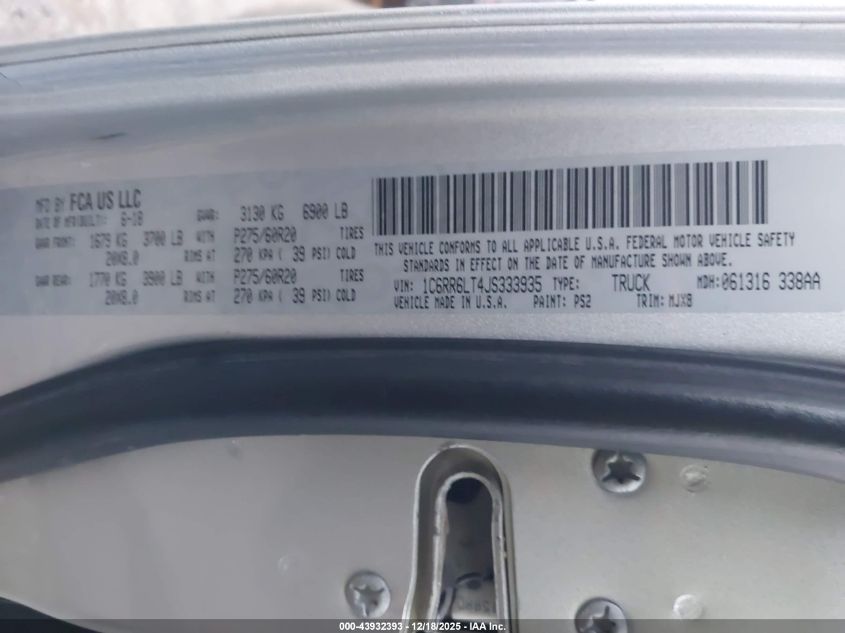 MFD BY FCA US LLC
DATE OF MFR(BUILT: 6-18 GVWR: 3130 KG 6900 LB
GAWR FRONT: 1679 KG 3700 LB WITH P275/60R20 TIRES
20X8.0 RIMS AT 270 KPA ( 39 PSI) COLD
GAWR REAR: 1770 KG 3900 LB WITH P275/60R20 TIRES
20X8.0 RIMS AT 270 KPA ( 39 PSI) COLD
THIS VEHICLE CONFORMS TO ALL APPLICABLE U.S.A. FEDERAL MOTOR VEHICLE SAFETY
STANDARDS IN EFFECT ON THE DATE OF MANUFACTURE SHOWN ABOVE.
VIN: 1C6RR6LT4JS333935 TYPE: TRUCK MDH: 061316 338AA
VEHICLE MADE IN U.S.A. PAINT: PS2 TRIM: MJX8
000-43932393 - 12/18/2025 - IAA Inc.